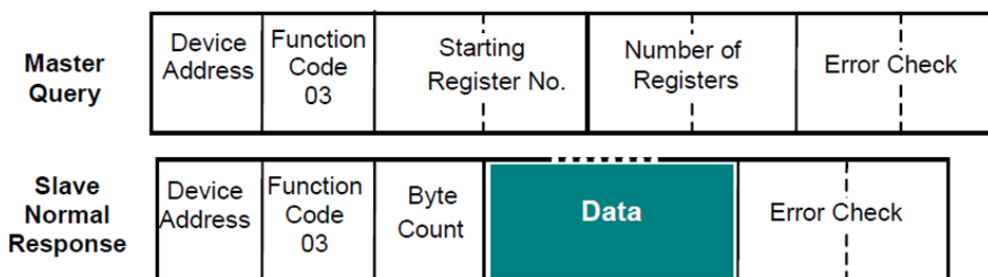 Master
Query
Device
Address
Function
Code
03
Starting
Register No.
Number of
Registers
Error Check
Slave
Normal
Response
Device
Address
Function
Code
03
Byte
Count
Data
Error Check